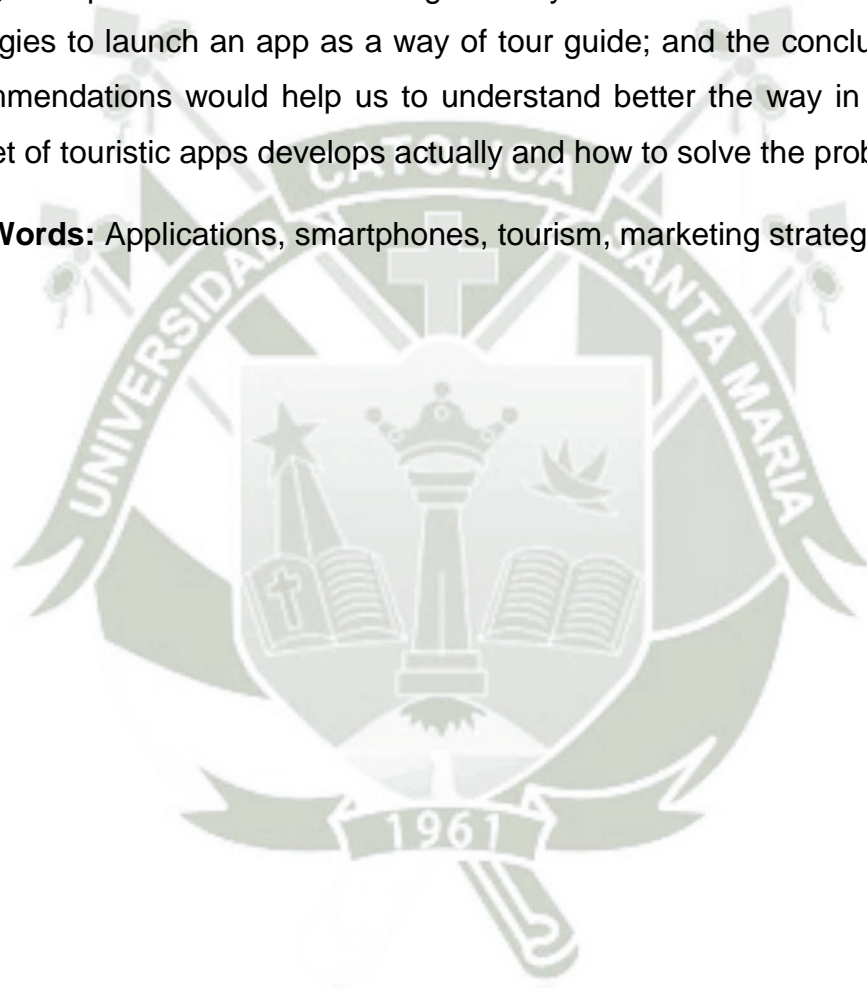 gies to launch an app as a way of tour guide; and the conclu
mmendations would help us to understand better the way in
et of touristic apps develops actually and how to solve the prob
Words: Applications, smartphones, tourism, marketing strateg
UNIVERSIDAD CATOLICA SANTA MARIA
1961